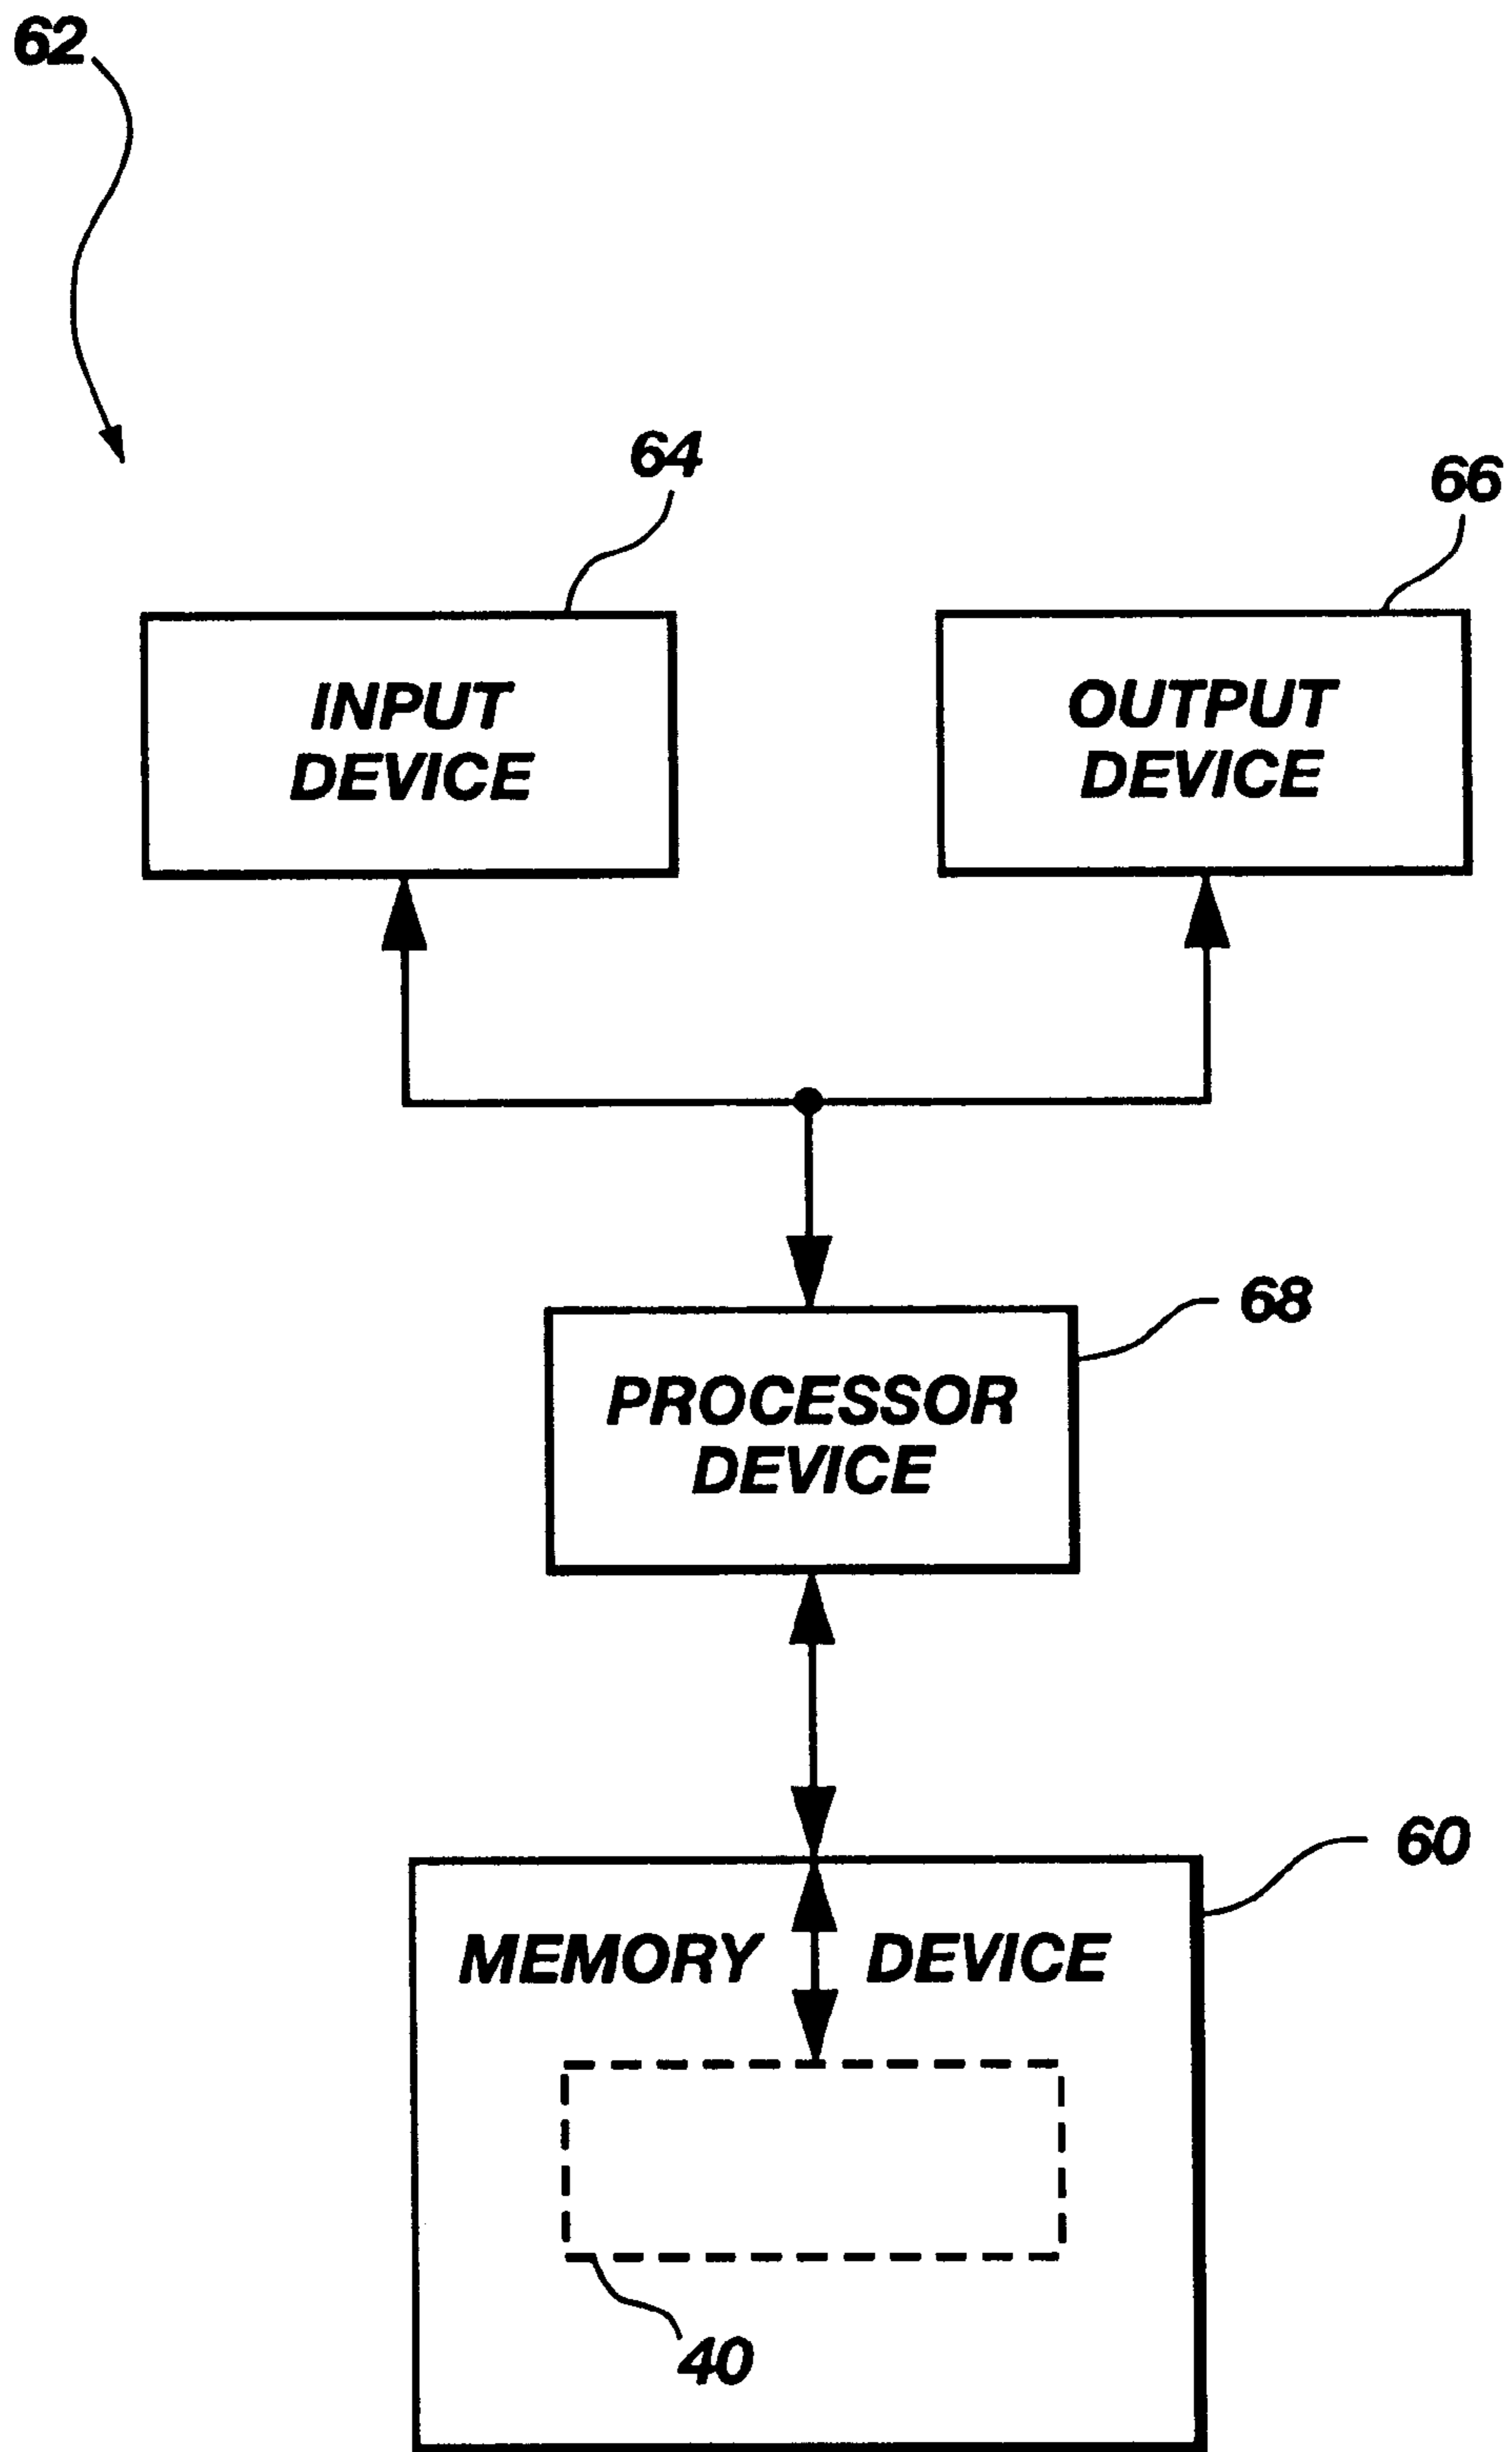 62
64
66
INPUT
DEVICE
OUTPUT
DEVICE
68
PROCESSOR
DEVICE
60
MEMORY DEVICE
40